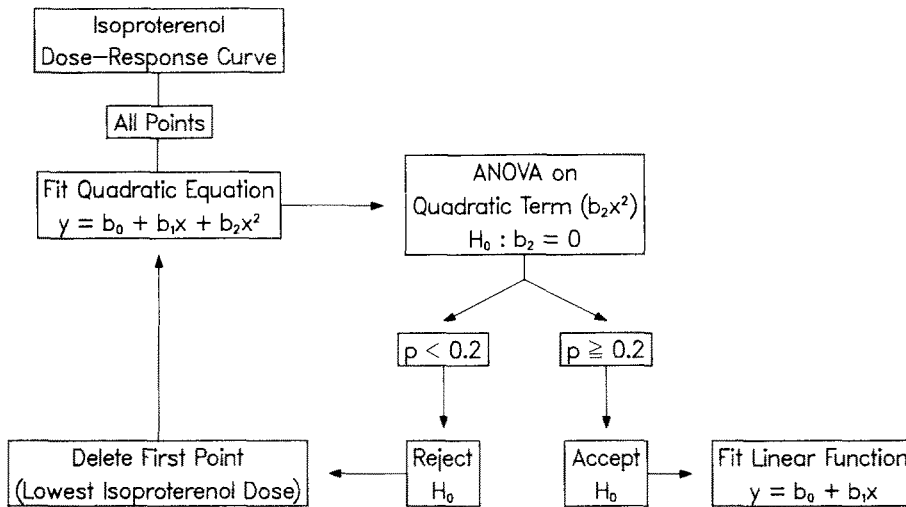 Isoproterenol
Dose-Response Curve
All Points
Fit Quadratic Equation
y = b₀ + b₁x + b₂x²
ANOVA on
Quadratic Term (b₂x²)
H₀ : b₂ = 0
p < 0.2
p ≧ 0.2
Delete First Point
(Lowest Isoproterenol Dose)
Reject
H₀
Accept
H₀
Fit Linear Function
y = b₀ + b₁x